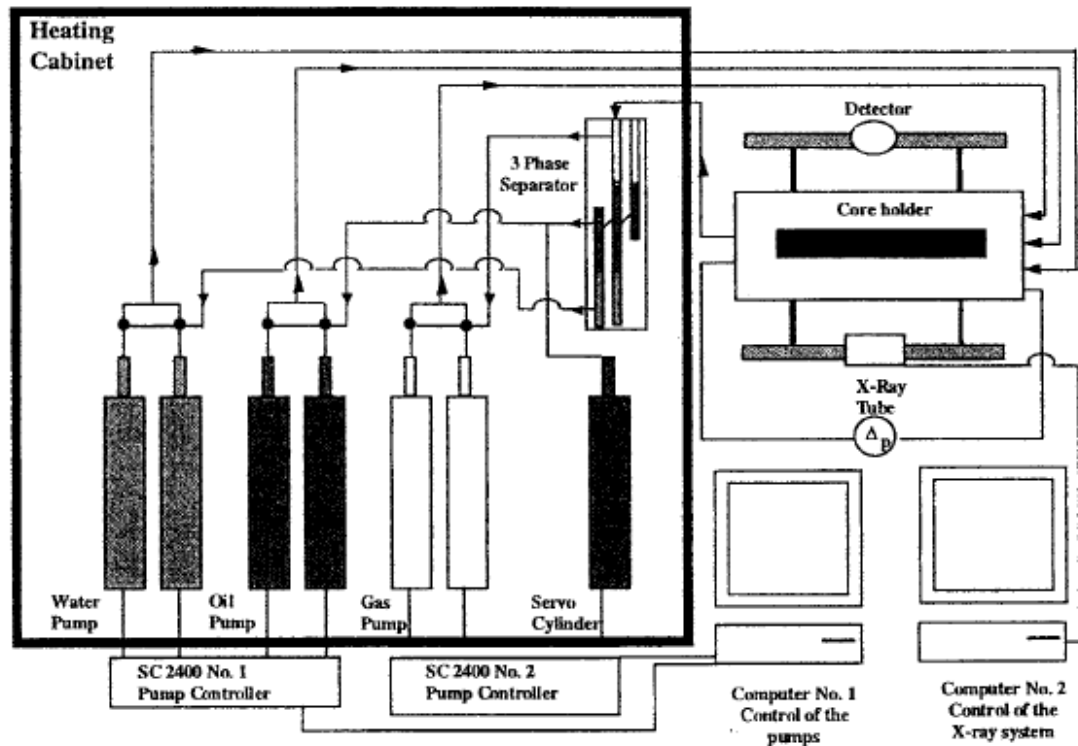 Heating
Cabinet
3 Phase
Separator
Detector
Core holder
X-Ray
Tube
Δp
Water
Pump
Oil
Pump
Gas
Pump
Servo
Cylinder
SC 2400 No. 1
Pump Controller
SC 2400 No. 2
Pump Controller
Computer No. 1
Control of the
pumps
Computer No. 2
Control of the
X-ray system